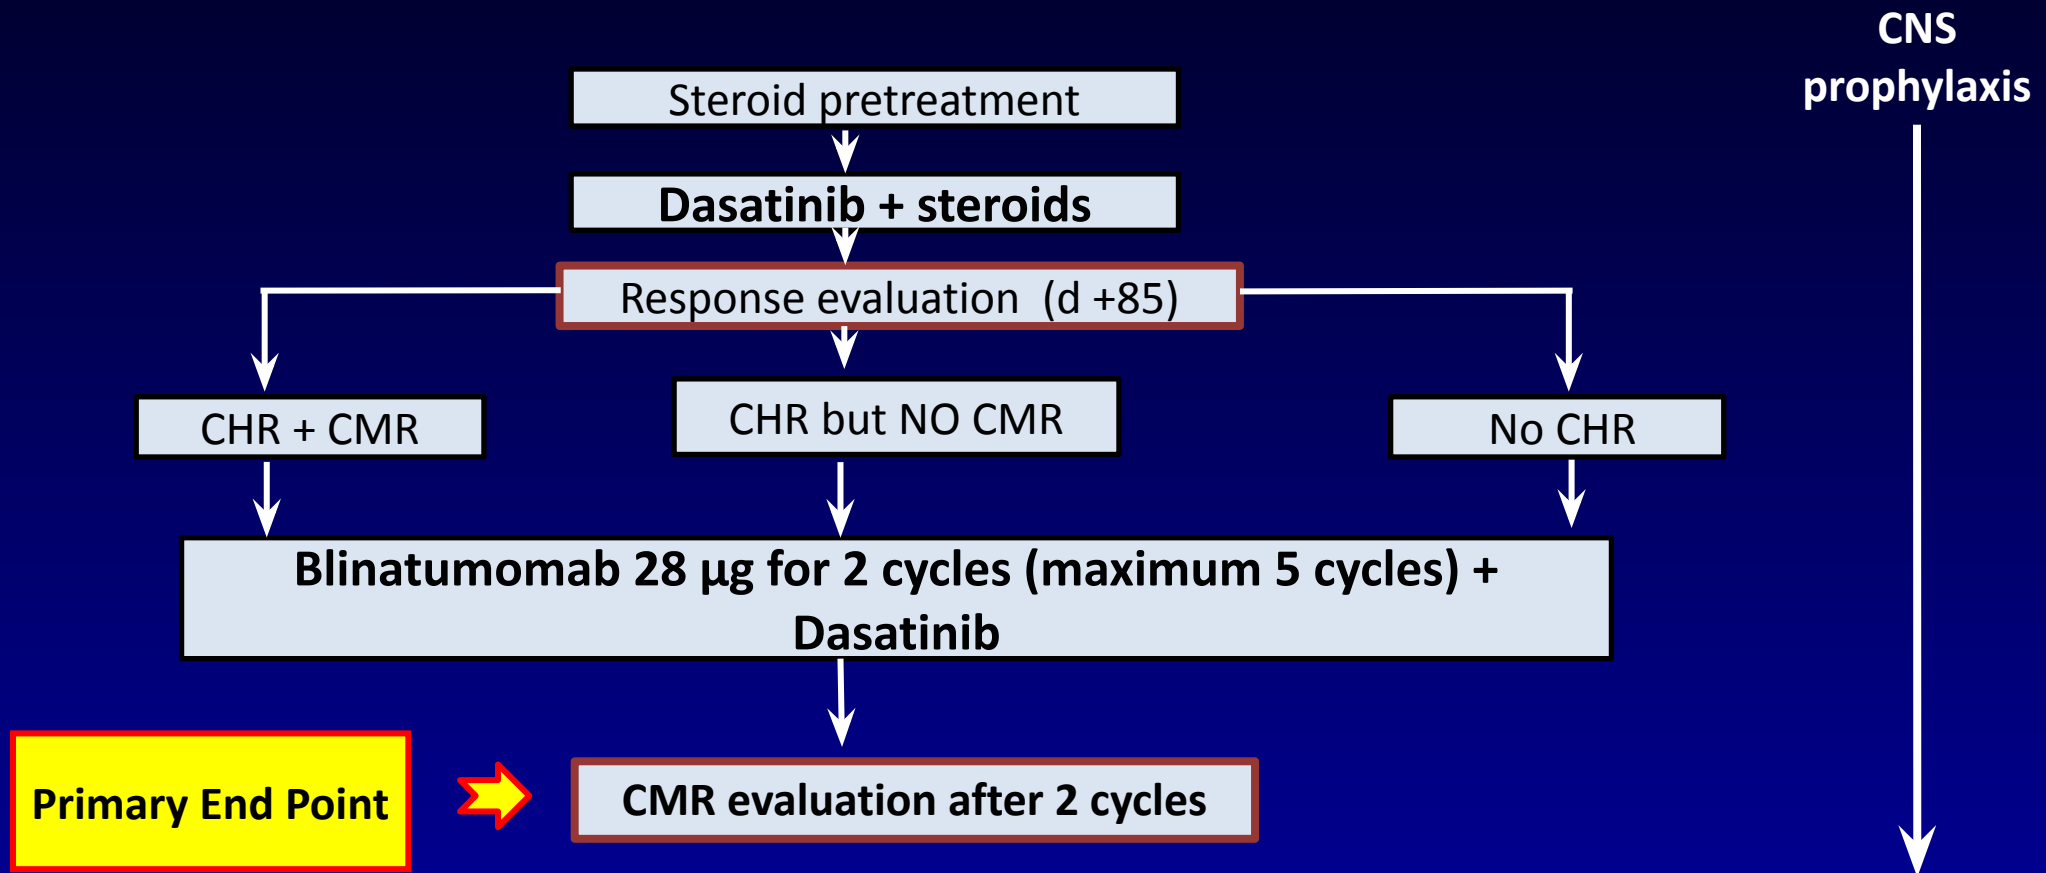 CNS
prophylaxis
Steroid pretreatment
Dasatinib + steroids
Response evaluation  (d +85)
CHR + CMR
CHR but NO CMR
No CHR
Blinatumomab 28 µg for 2 cycles (maximum 5 cycles) +
Dasatinib
Primary End Point
CMR evaluation after 2 cycles